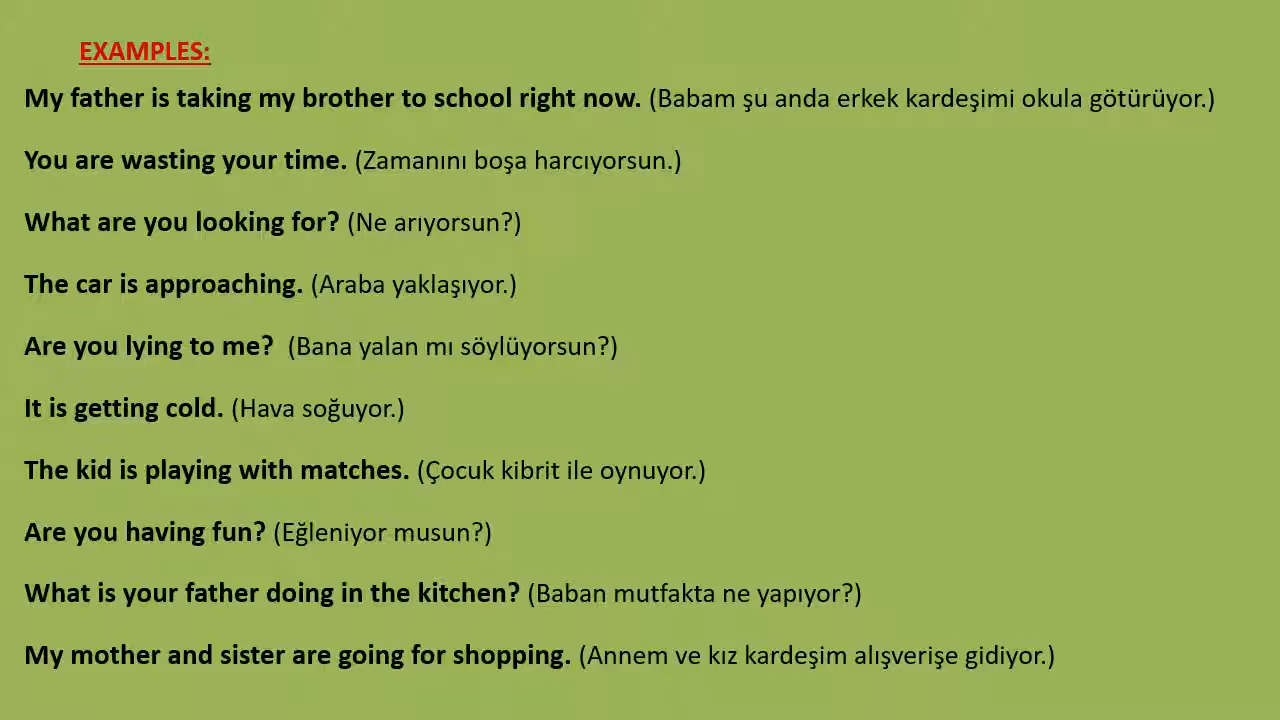 EXAMPLES:
My father is taking my brother to school right now. (Babam şu anda erkek kardeşimi okula götürüyor.)
You are wasting your time. (Zamanını boşa harcıyorsun.)
What are you looking for? (Ne arıyorsun?)
The car is approaching. (Araba yaklaşıyor.)
Are you lying to me?  (Bana yalan mı söylüyorsun?)
It is getting cold. (Hava soğuyor.)
The kid is playing with matches. (Çocuk kibrit ile oynuyor.)
Are you having fun? (Eğleniyor musun?)
What is your father doing in the kitchen? (Baban mutfakta ne yapıyor?)
My mother and sister are going for shopping. (Annem ve kız kardeşim alışverişe gidiyor.)